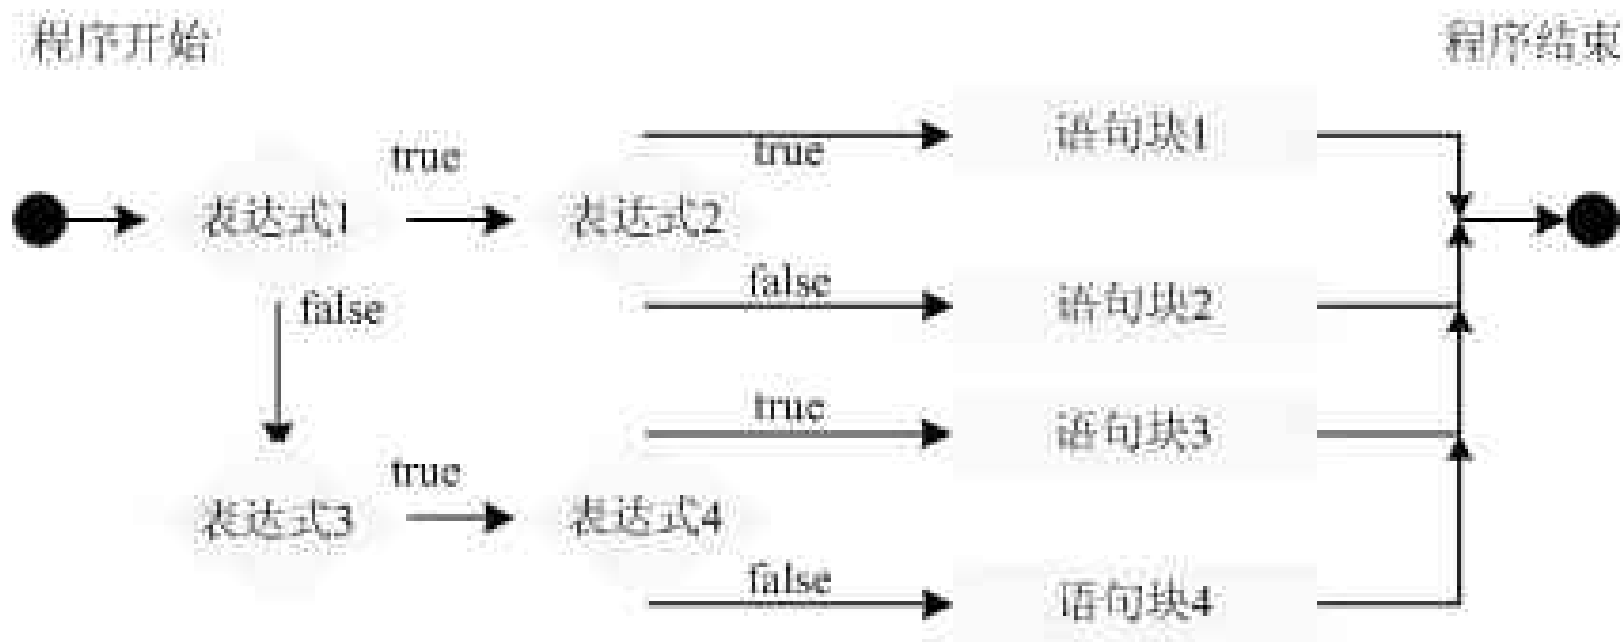 程序开始
程序结束
true
true
语句块1
表达式1
表达式2
false
false
语句块2
true
语句块3
true
表达式3
表达式4
false
语句块4